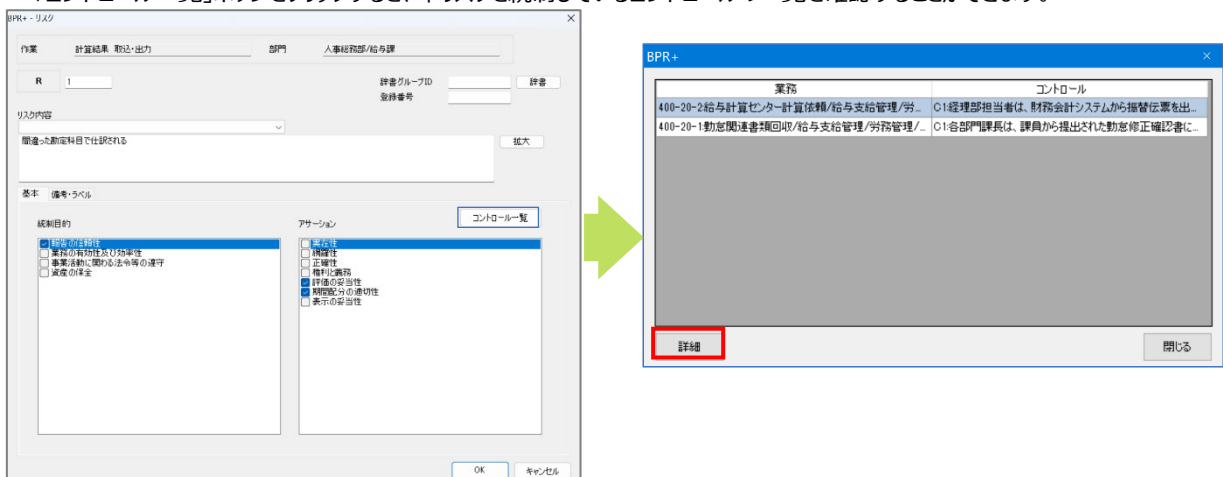 BPR+ - リスク
作業 計算結果 取込・出力 部門 人事総務部/給与課
R 1 辞書グループID 辞書
登録番号
リスク内容
間違った勘定科目で仕訳される 拡大
基本 備考・ラベル
統制目的 アサーション コントロール一覧
報告の信頼性
業務の有効性及び効率性
事業活動に関わる法令等の遵守
資産の保全
実在性
網羅性
正確性
権利と義務
評価の妥当性
期間配分の適切性
表示の妥当性
OK キャンセル
BPR+
業務 コントロール
400-20-2給与計算センター計算依頼/給与支給管理/労... C1:経理部担当者は、財務会計システムから振替伝票を出...
400-20-1勤怠関連書類回収/給与支給管理/労務管理/... C1:各部門課長は、課員から提出された勤怠修正確認書に...
詳細 閉じる